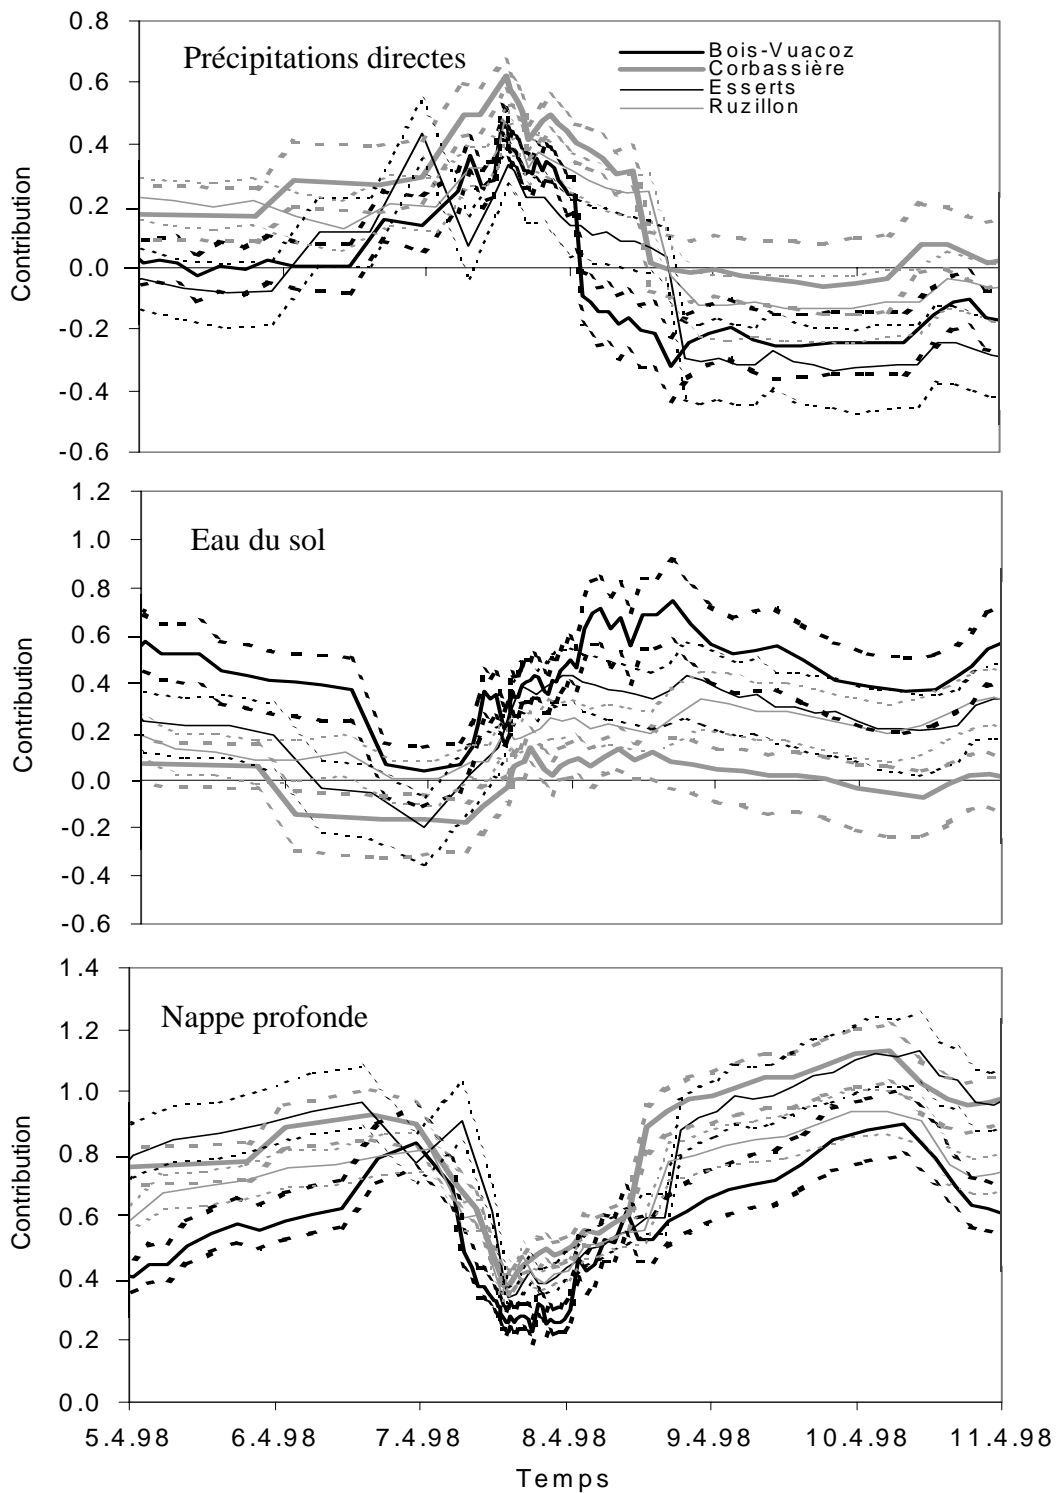 0.8
Précipitations directes
Bois-Vuacoz
Corbassière
Esserts
Ruzillon
0.6
0.4
0.2
0.0
-0.2
-0.4
-0.6
Contribution
1.2
Eau du sol
1.0
0.8
0.6
0.4
0.2
0.0
-0.2
-0.4
-0.6
Contribution
1.4
Nappe profonde
1.2
1.0
0.8
0.6
0.4
0.2
0.0
Contribution
5.4.98 6.4.98 7.4.98 8.4.98 9.4.98 10.4.98 11.4.98
Temps